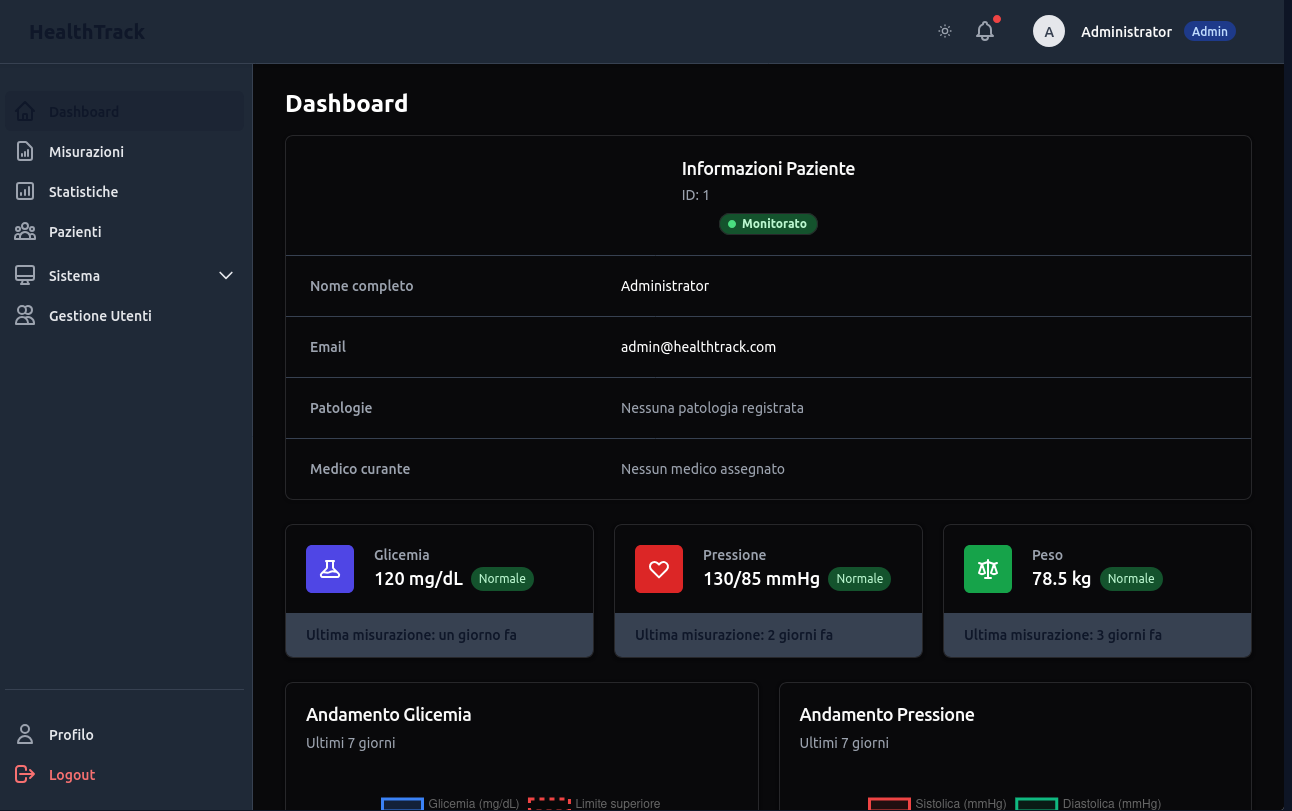 HealthTrack
A Administrator Admin
Dashboard
Misurazioni
Statistiche
Pazienti
Sistema
Gestione Utenti
Profilo
Logout
Dashboard
Informazioni Paziente
ID: 1
Monitorato
Nome completo Administrator
Email admin@healthtrack.com
Patologie Nessuna patologia registrata
Medico curante Nessun medico assegnato
Glicemia
120 mg/dL Normale
Ultima misurazione: un giorno fa
Pressione
130/85 mmHg Normale
Ultima misurazione: 2 giorni fa
Peso
78.5 kg Normale
Ultima misurazione: 3 giorni fa
Andamento Glicemia
Ultimi 7 giorni
Glicemia (mg/dL) Limite superiore
Andamento Pressione
Ultimi 7 giorni
Sistolica (mmHg) Diastolica (mmHg)